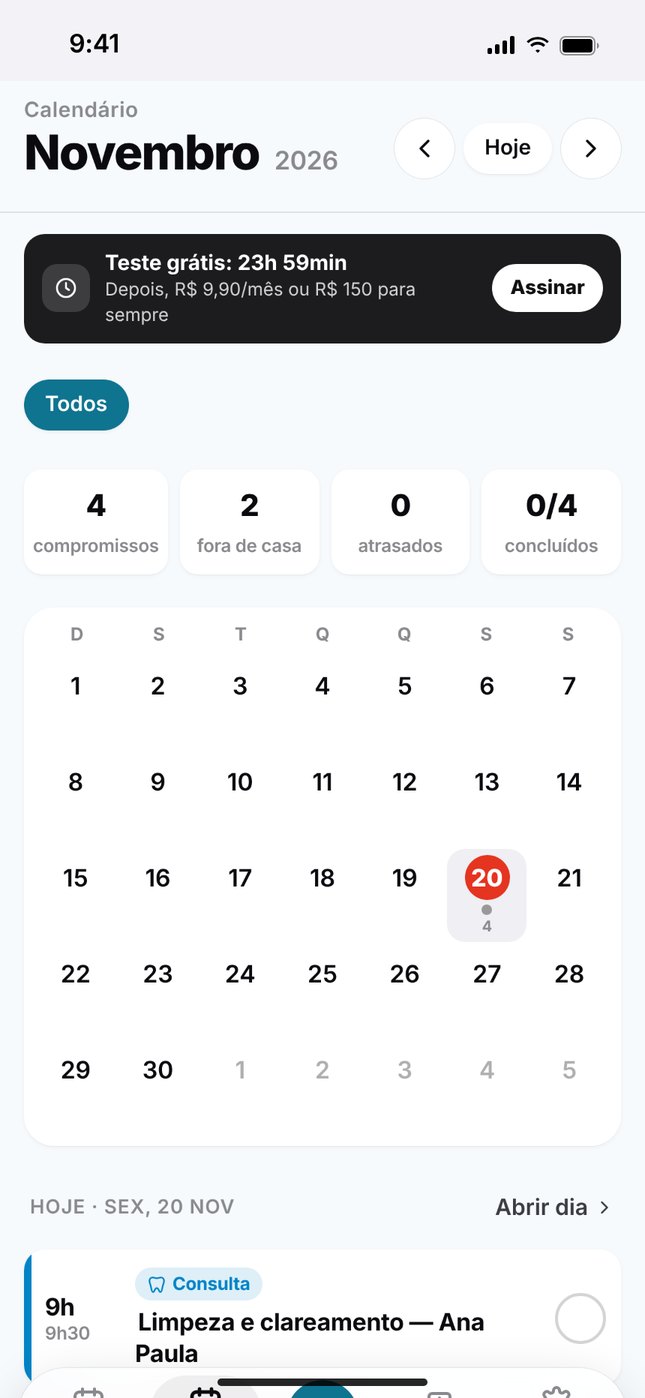 9:41
Calendário
Novembro 2026
Hoje
Teste grátis: 23h 59min
Depois, R$ 9,90/mês ou R$ 150 para
sempre
Assinar
Todos
4 2 0 0/4
compromissos fora de casa atrasados concluídos
D S T Q Q S S
1 2 3 4 5 6 7
8 9 10 11 12 13 14
15 16 17 18 19 20 21
4
22 23 24 25 26 27 28
29 30 1 2 3 4 5
HOJE · SEX, 20 NOV Abrir dia
Consulta
9h
9h30
Limpeza e clareamento — Ana
Paula